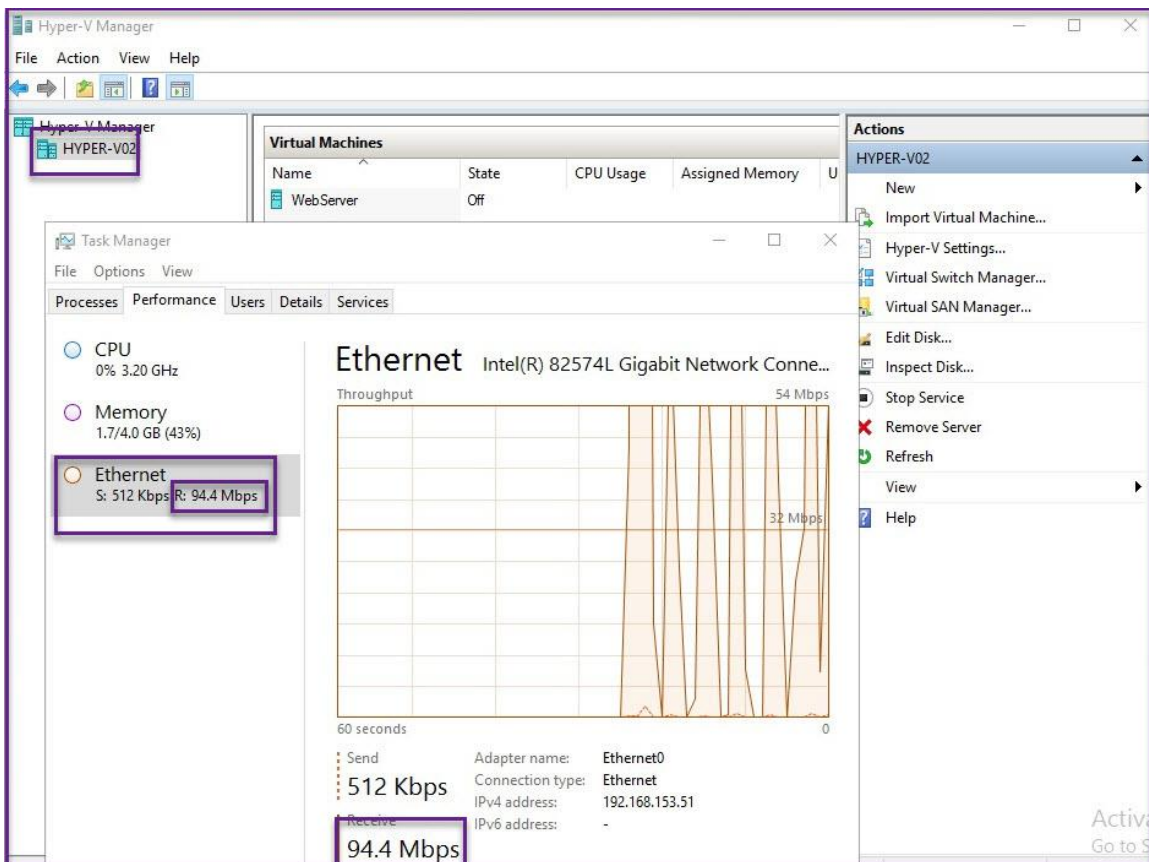 Hyper-V Manager
File Action View Help
Hyper-V Manager
HYPER-V02
Virtual Machines
Name State CPU Usage Assigned Memory U
WebServer Off
Actions
HYPER-V02
New
Import Virtual Machine...
Hyper-V Settings...
Virtual Switch Manager...
Virtual SAN Manager...
Edit Disk...
Inspect Disk...
Stop Service
Remove Server
Refresh
View
Help
Task Manager
File Options View
Processes Performance Users Details Services
CPU
0% 3.20 GHz
Memory
1.7/4.0 GB (43%)
Ethernet
S: 512 Kbps R: 94.4 Mbps
Ethernet Intel(R) 82574L Gigabit Network Conne...
Throughput 54 Mbps
32 Mbps
60 seconds 0
Send
512 Kbps
Receive
94.4 Mbps
Adapter name: Ethernet0
Connection type: Ethernet
IPv4 address: 192.168.153.51
IPv6 address: -
Activa
Go to S